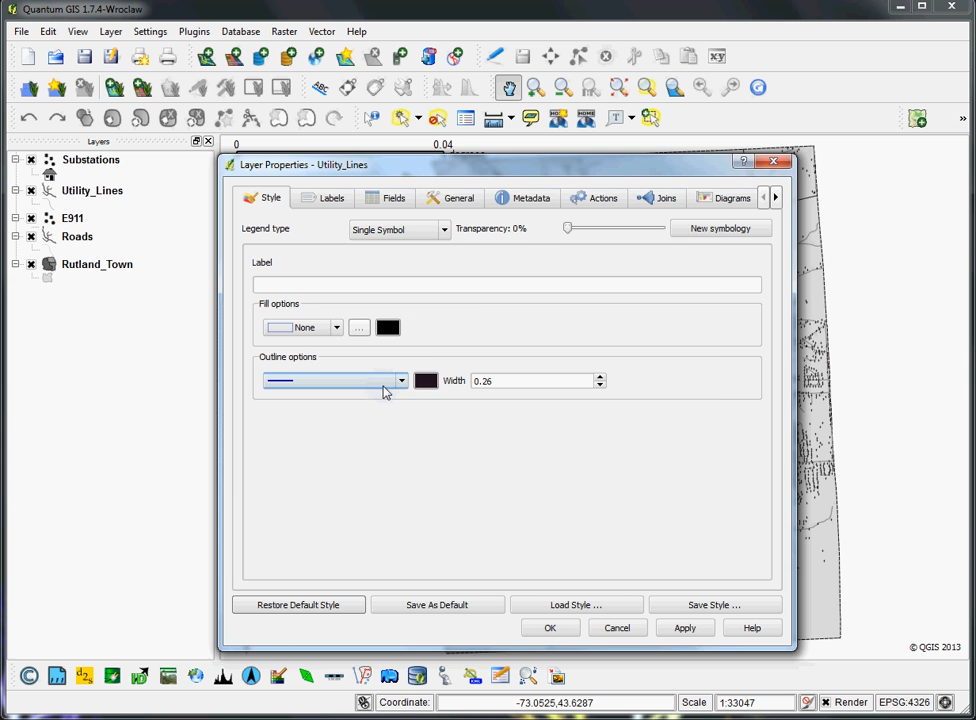 Quantum GIS 1.7.4-Wroclaw
File Edit View Layer Settings Plugins Database Raster Vector Help
Layers
0 0.04
degrees
Substations
Utility_Lines
E911
Roads
Rutland_Town
Layer Properties - Utility_Lines
Style Labels Fields General Metadata Actions Joins Diagrams
Legend type Single Symbol Transparency: 0% New symbology
Label
Fill options
None ...
Outline options
Width 0.26
Restore Default Style Save As Default Load Style ... Save Style ...
OK Cancel Apply Help
© QGIS 2013
Coordinate: -73.0525,43.6287 Scale 1:33047 Render EPSG:4326